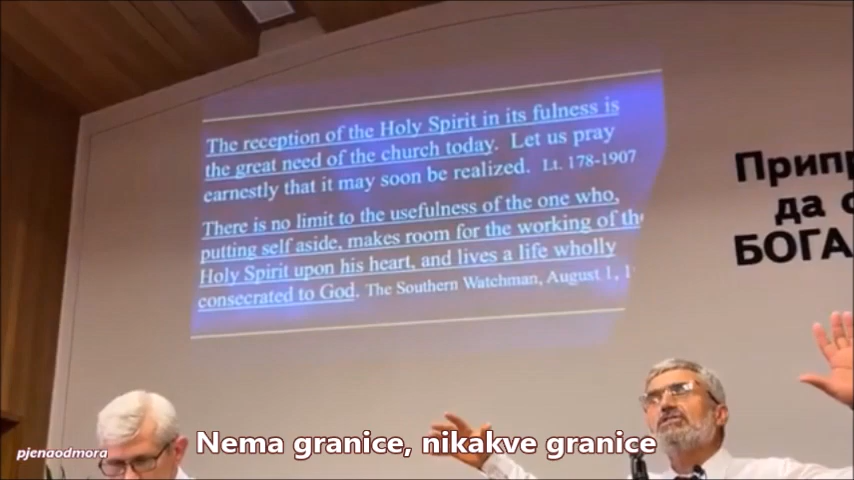 The reception of the Holy Spirit in its fulness is
the great need of the church today. Let us pray
earnestly that it may soon be realized. Lt. 178-1907
There is no limit to the usefulness of the one who,
putting self aside, makes room for the working of the
Holy Spirit upon his heart, and lives a life wholly
consecrated to God. The Southern Watchman, August 1, 1
Припр
да с
БОГА
Nema granice, nikakve granice
pjenaodmora